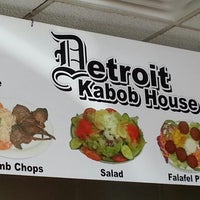 Detroit
Kabob House
mb Chops
Salad
Falafel P